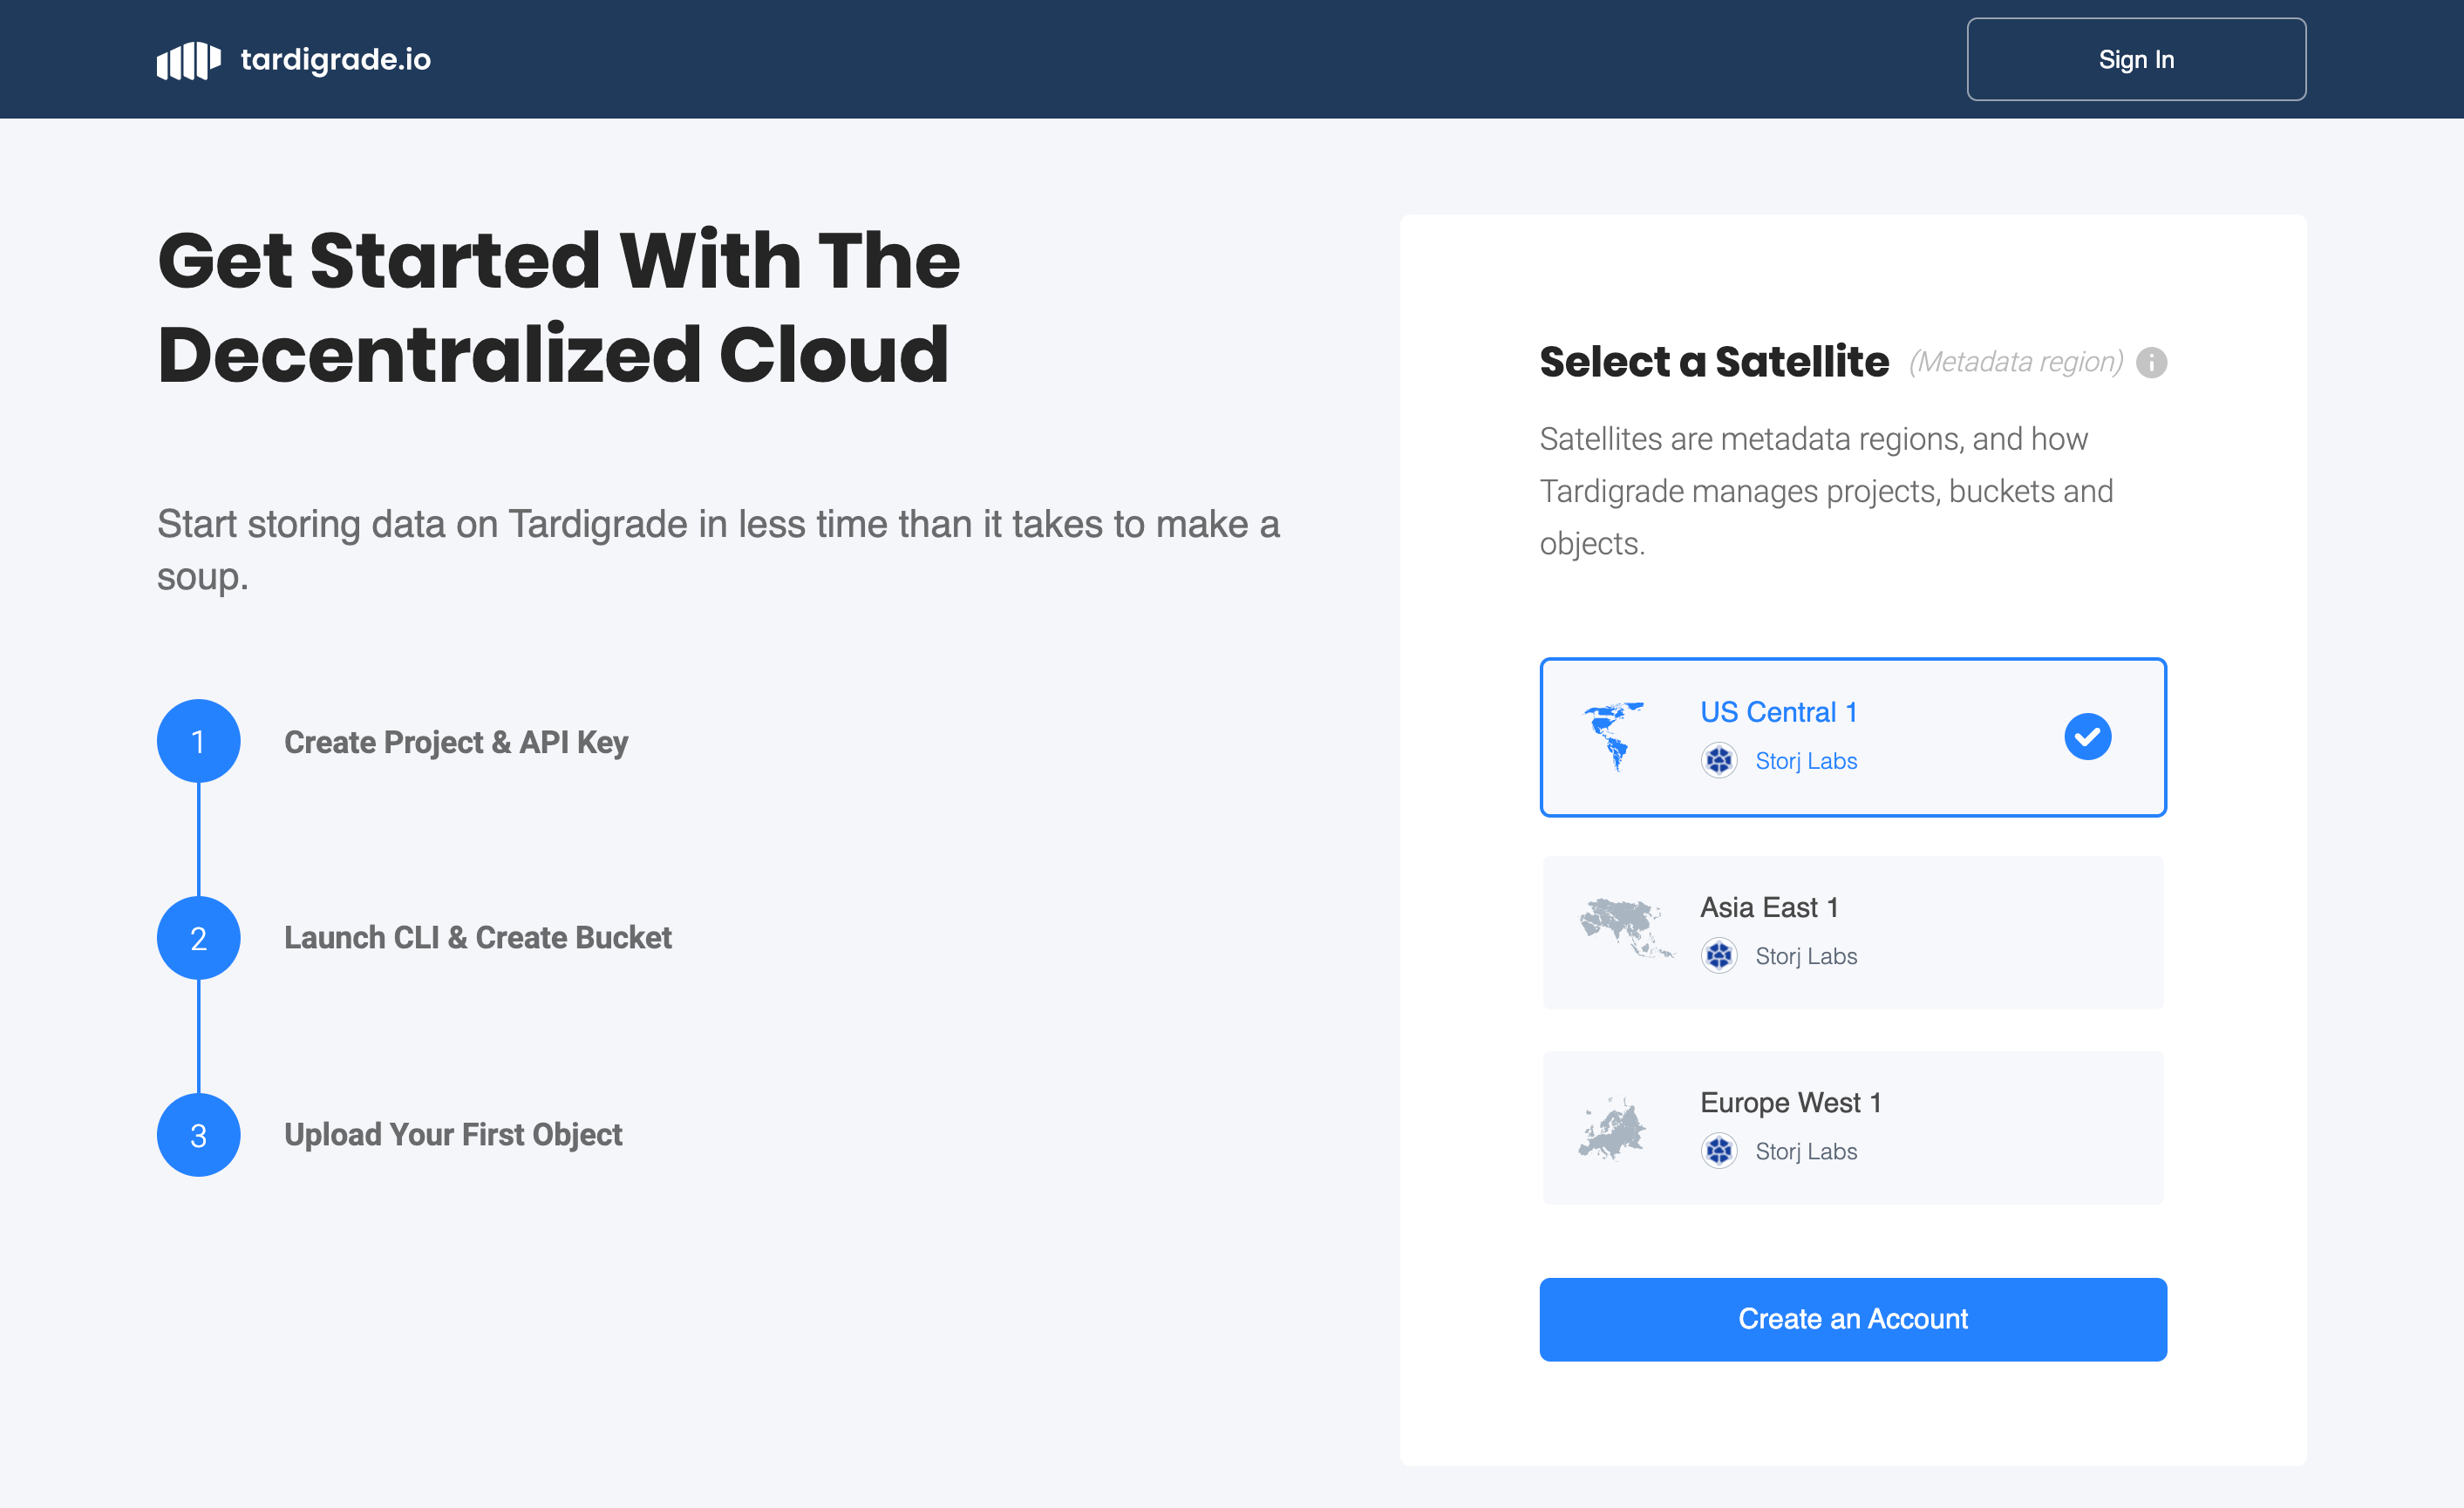 tardigrade.io
Sign In
Get Started With The
Decentralized Cloud
Start storing data on Tardigrade in less time than it takes to make a
soup.
1
Create Project & API Key
2
Launch CLI & Create Bucket
3
Upload Your First Object
Select a Satellite (Metadata region) i
Satellites are metadata regions, and how
Tardigrade manages projects, buckets and
objects.
US Central 1
Storj Labs
Asia East 1
Storj Labs
Europe West 1
Storj Labs
Create an Account